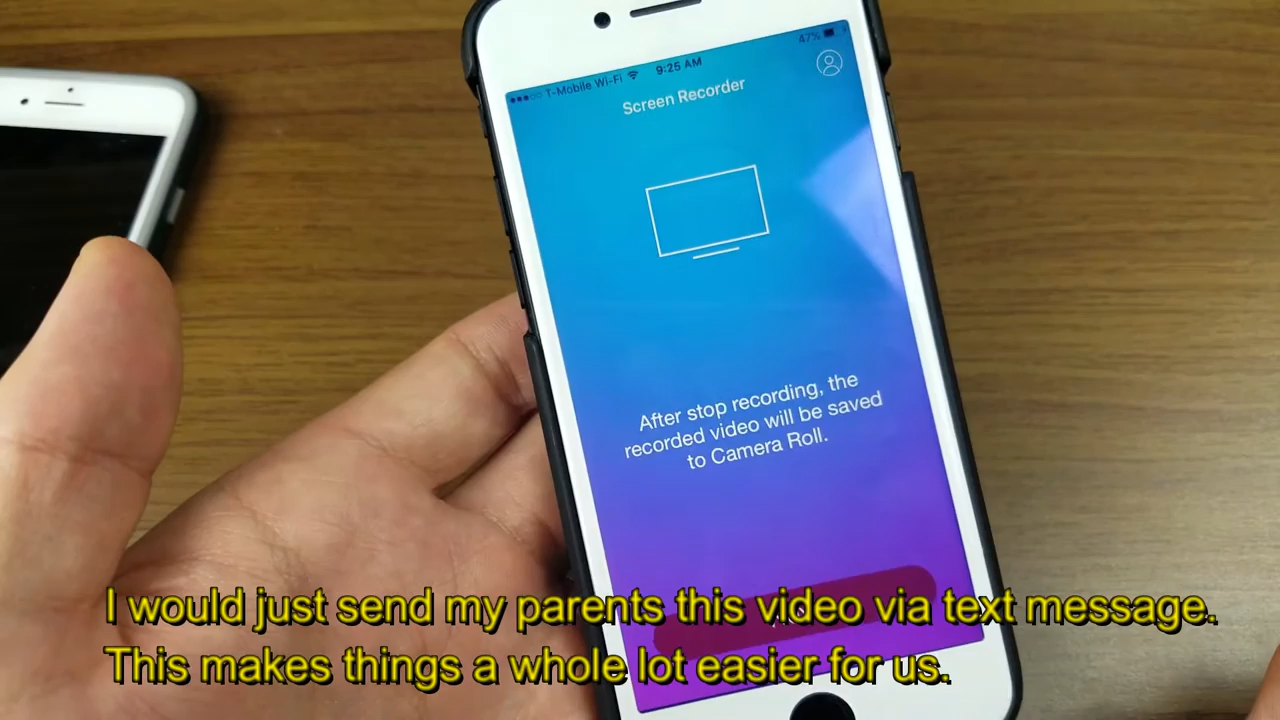 T-Mobile Wi-Fi 9:25 AM 47%
Screen Recorder
After stop recording, the
recorded video will be saved
to Camera Roll.
I would just send my parents this video via text message.
This makes things a whole lot easier for us.